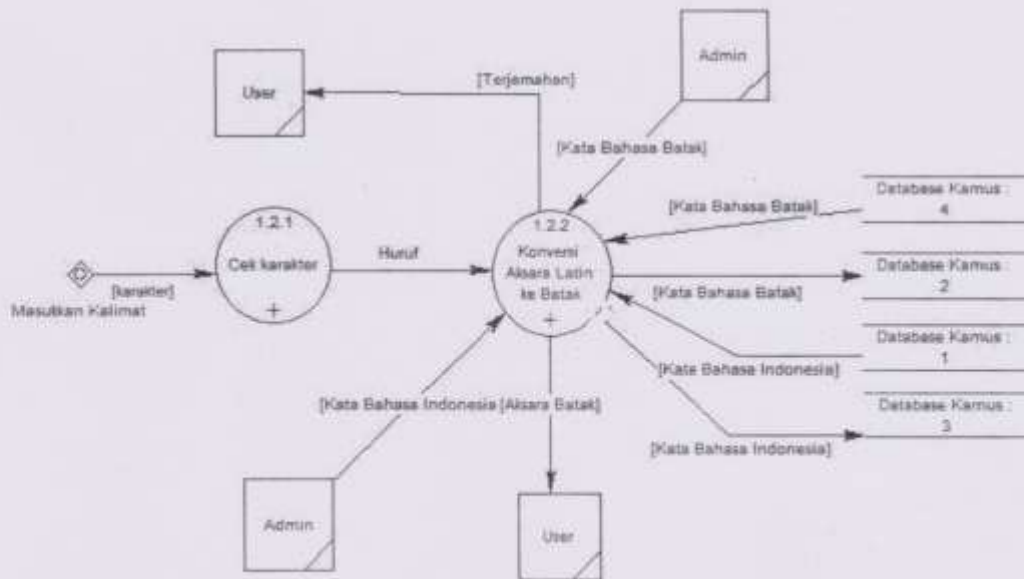 Admin
User
[Terjemahan]
[Kata Bahasa Batak]
Database Kamus :
4
[Kata Bahasa Batak]
1.2.1
Cek karakter
+
Huruf
1.2.2
Konversi
Aksara Latin
ke Batak
+
[karakter]
Masukkan Kalimat
Database Kamus :
2
[Kata Bahasa Batak]
Database Kamus :
1
[Kata Bahasa Indonesia]
Database Kamus :
3
[Kata Bahasa Indonesia]
[Kata Bahasa Indonesia
[Aksara Batak]
Admin
User